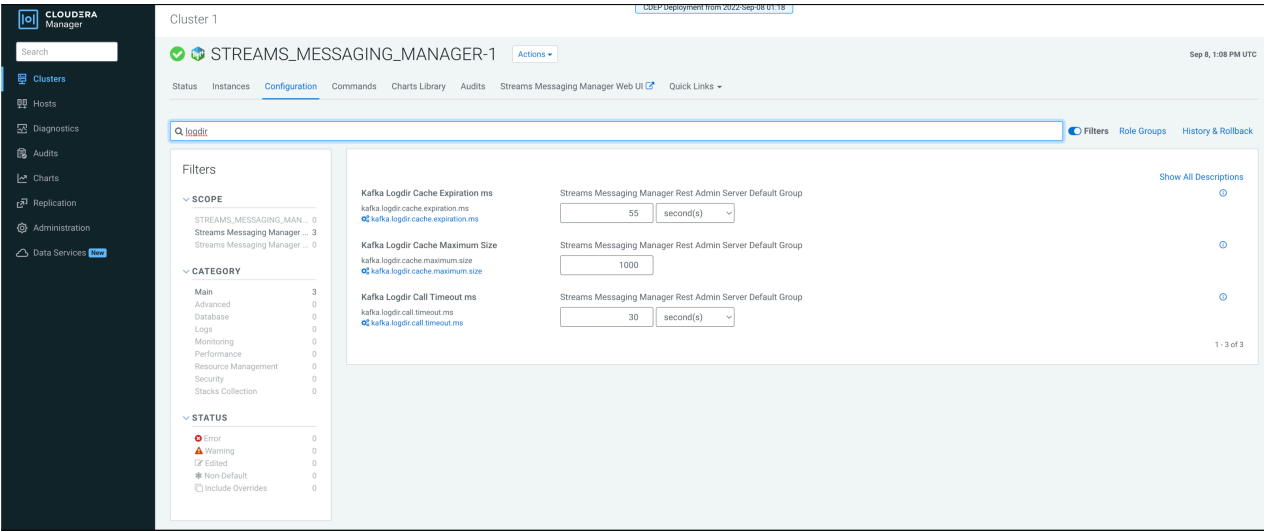 CLOUDERA
Manager
Search
Clusters
Hosts
Diagnostics
Audits
Charts
Replication
Administration
Data Services New
CDEP Deployment from 2022-Sep-08 01:18
Cluster 1
STREAMS_MESSAGING_MANAGER-1 Actions
Sep 8, 1:08 PM UTC
Status Instances Configuration Commands Charts Library Audits Streams Messaging Manager Web UI Quick Links
logdir
Filters Role Groups History & Rollback
Filters
SCOPE
STREAMS_MESSAGING_MAN... 0
Streams Messaging Manager ... 3
Streams Messaging Manager ... 0
CATEGORY
Main 3
Advanced 0
Database 0
Logs 0
Monitoring 0
Performance 0
Resource Management 0
Security 0
Stacks Collection 0
STATUS
Error 0
Warning 0
Edited 0
Non-Default 0
Include Overrides 0
Show All Descriptions
Kafka Logdir Cache Expiration ms Streams Messaging Manager Rest Admin Server Default Group
kafka.logdir.cache.expiration.ms
kafka.logdir.cache.expiration.ms
55 second(s)
Kafka Logdir Cache Maximum Size Streams Messaging Manager Rest Admin Server Default Group
kafka.logdir.cache.maximum.size
kafka.logdir.cache.maximum.size
1000
Kafka Logdir Call Timeout ms Streams Messaging Manager Rest Admin Server Default Group
kafka.logdir.call.timeout.ms
kafka.logdir.call.timeout.ms
30 second(s)
1 - 3 of 3